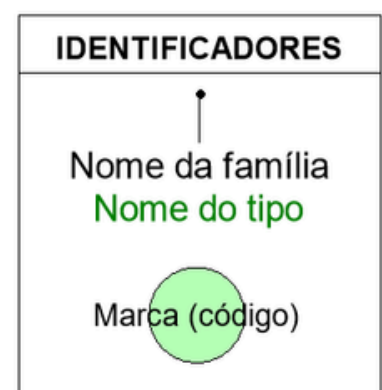 IDENTIFICADORES
Nome da família
Nome do tipo
Marca (código)